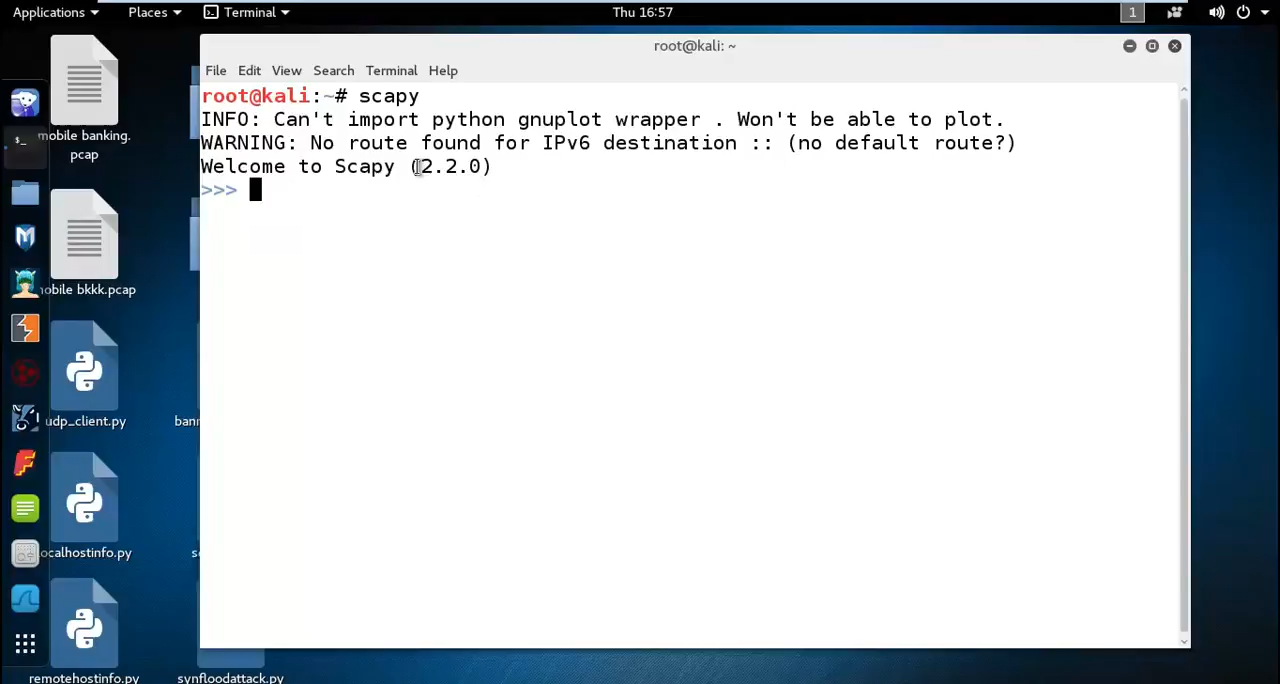 Applications Places Terminal Thu 16:57 1
root@kali: ~
File Edit View Search Terminal Help
root@kali:~# scapy
INFO: Can't import python gnuplot wrapper . Won't be able to plot.
WARNING: No route found for IPv6 destination :: (no default route?)
Welcome to Scapy (2.2.0)
>>>
mobile banking.
pcap
obile bkkk.pcap
udp_client.py
bann
ocalhostinfo.py
remotehostinfo.py
synfloodattack.py